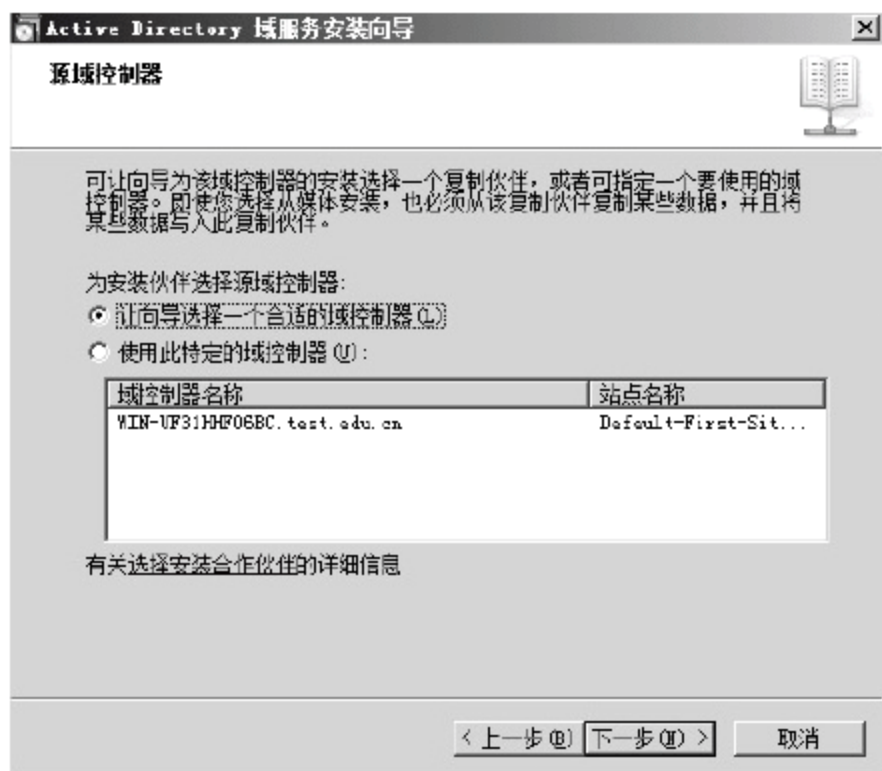 Active Directory 域服务安装向导
源域控制器
可让向导为该域控制器的安装选择一个复制伙伴，或者可指定一个要使用的域
控制器。即使您选择从媒体安装，也必须从该复制伙伴复制某些数据，并且将
某些数据写入此复制伙伴。
为安装伙伴选择源域控制器:
让向导选择一个合适的域控制器(L)
使用此特定的域控制器(U):
域控制器名称 站点名称
WIN-UF31HHF06BC.test.edu.cn Default-First-Sit...
有关选择安装合作伙伴的详细信息
< 上一步(B) 下一步(N) > 取消